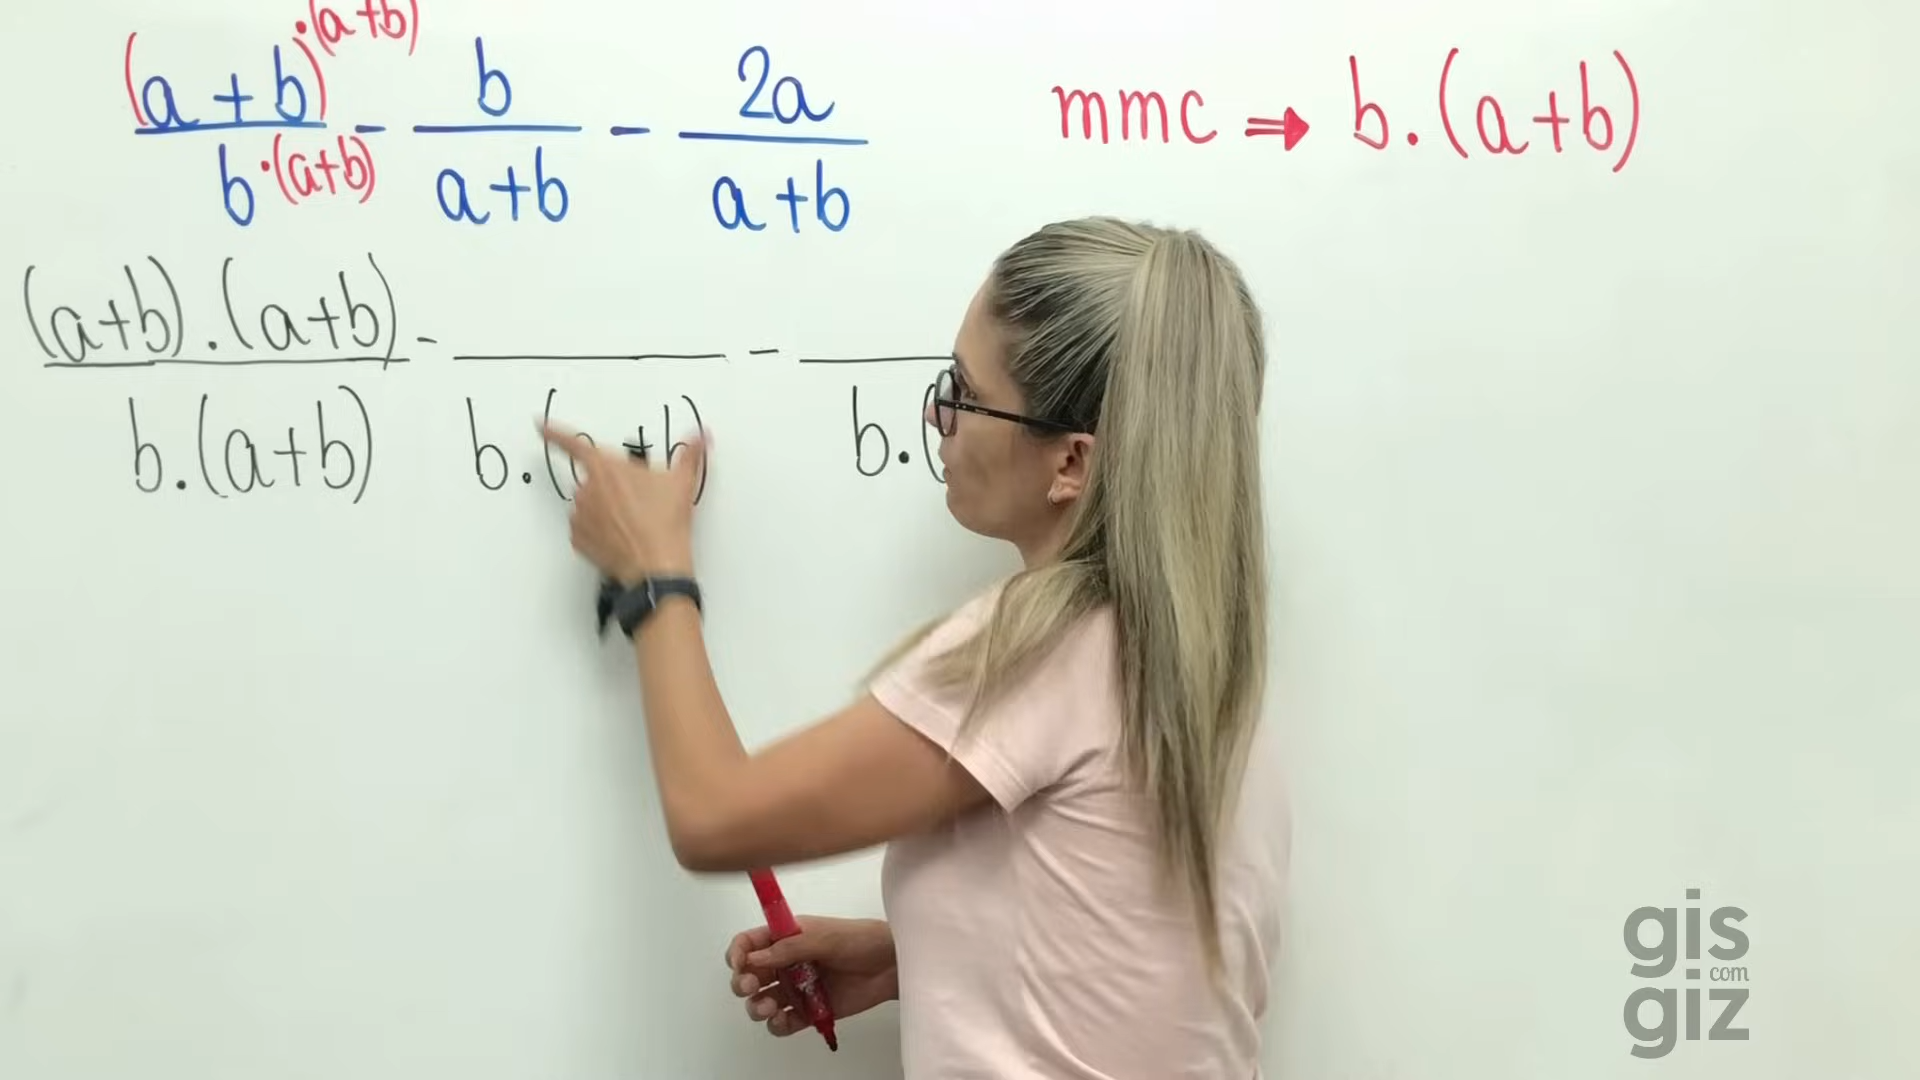 (a + b) · (a+b) / b · (a+b) - b / a+b - 2a / a+b
mmc ⇒ b . (a+b)
(a+b) . (a+b) / b . (a+b) - / b . (a+b) - / b . (
gis
com
giz